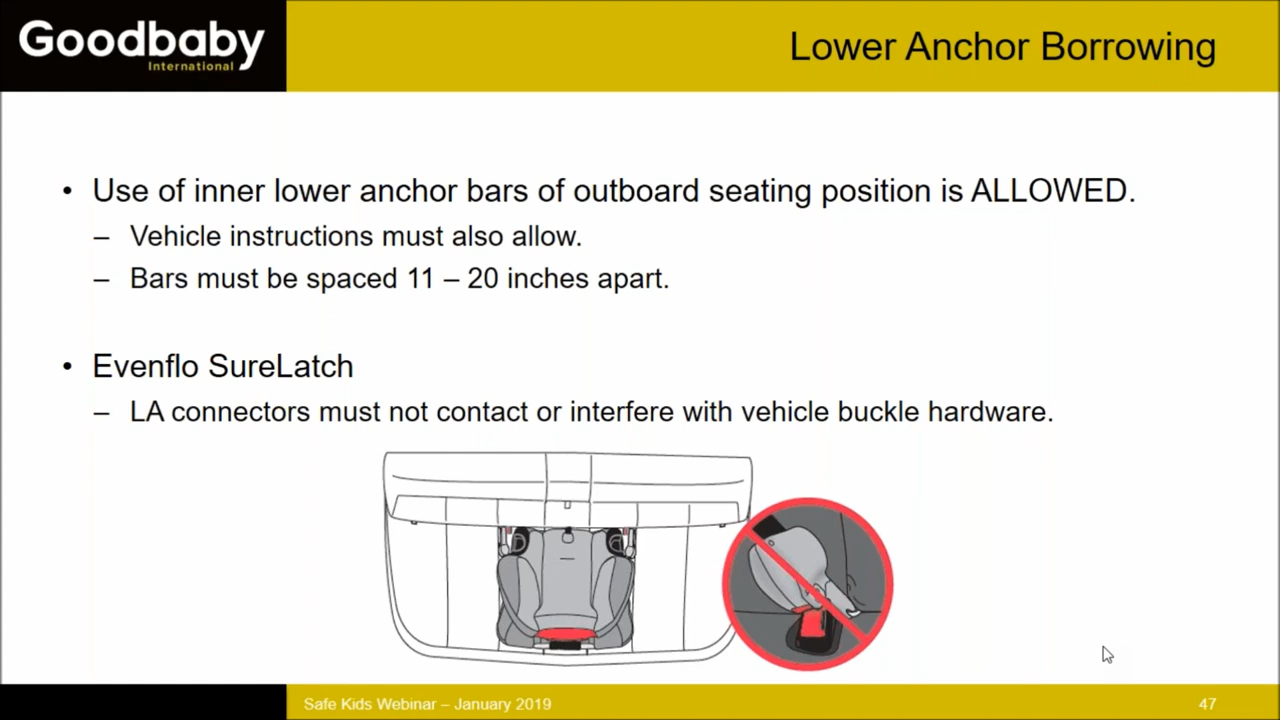 Goodbaby
International
Lower Anchor Borrowing
• Use of inner lower anchor bars of outboard seating position is ALLOWED.
– Vehicle instructions must also allow.
– Bars must be spaced 11 – 20 inches apart.
• Evenflo SureLatch
– LA connectors must not contact or interfere with vehicle buckle hardware.
Safe Kids Webinar – January 2019
47